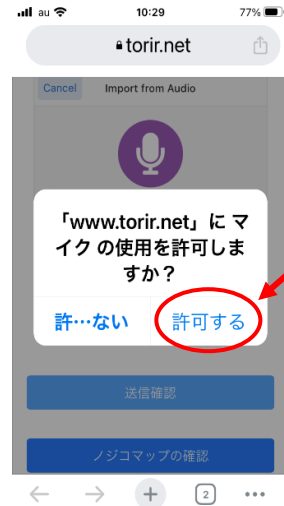 au 10:29 77%
torir.net
Cancel Import from Audio
「www.torir.net」に マ
イク の使用を許可しま
すか？
許…ない 許可する
送信確認
ノジコマップの確認
2